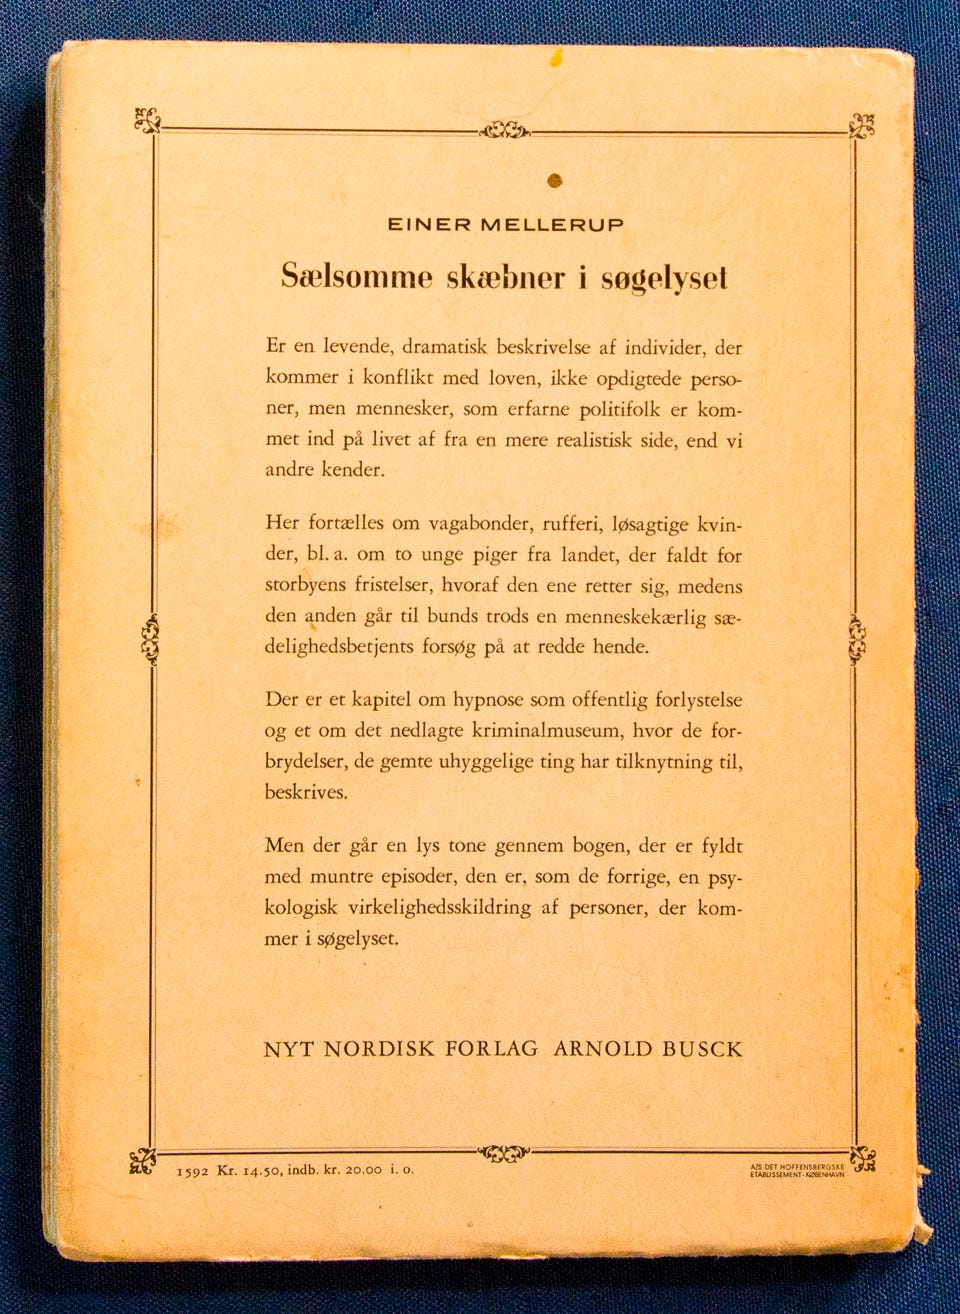 EINER MELLERUP
Sælsomme skæbner i søgelyset
Er en levende, dramatisk beskrivelse af individer, der
kommer i konflikt med loven, ikke opdigtede perso-
ner, men mennesker, som erfarne politifolk er kom-
met ind på livet af fra en mere realistisk side, end vi
andre kender.
Her fortælles om vagabonder, rufferi, løsagtige kvin-
der, bl. a. om to unge piger fra landet, der faldt for
storbyens fristelser, hvoraf den ene retter sig, medens
den anden går til bunds trods en menneskekærlig sæ-
delighedsbetjents forsøg på at redde hende.
Der er et kapitel om hypnose som offentlig forlystelse
og et om det nedlagte kriminalmuseum, hvor de for-
brydelser, de gemte uhyggelige ting har tilknytning til,
beskrives.
Men der går en lys tone gennem bogen, der er fyldt
med muntre episoder, den er, som de forrige, en psy-
kologisk virkelighedsskildring af personer, der kom-
mer i søgelyset.
NYT NORDISK FORLAG ARNOLD BUSCK
1592 Kr. 14.50, indb. kr. 20.00 i. o.
A/S DET HOFFENSBERGSKE
ETABLISSEMENT - KØBENHAVN